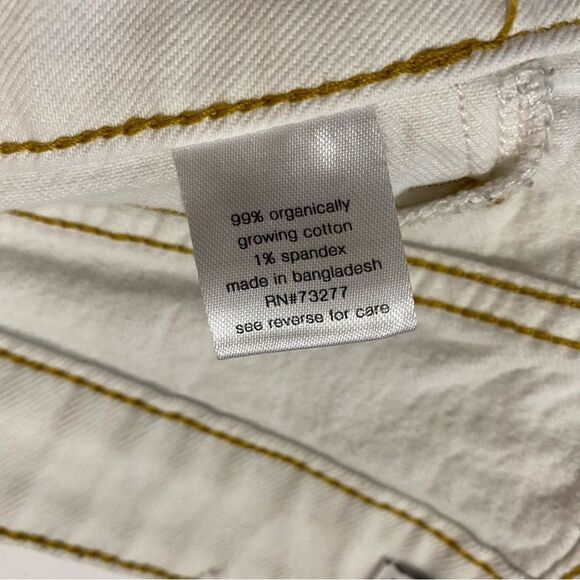 99% organically
growing cotton
1% spandex
made in bangladesh
RN#73277
see reverse for care